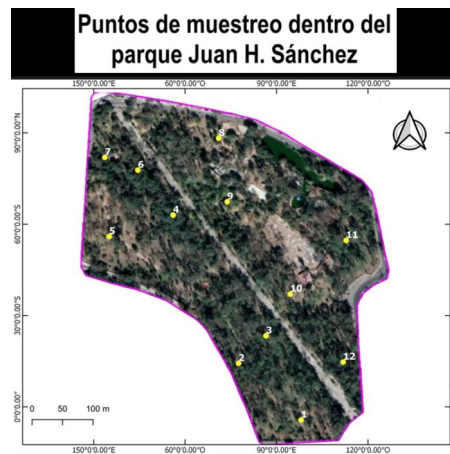 Puntos de muestreo dentro del
parque Juan H. Sánchez
150°0'0.00"E 60°0'0.00"E 90°0'0.00"E 120°0'0.00"E
90°0'0.00"N
60°0'0.00"S
30°0'0.00"S
0°0'0.00"S
8
7
6
9
4
5
11
10
3
12
2
1
0 50 100 m
150°0'0.00"E 60°0'0.00"E 90°0'0.00"E 120°0'0.00"E